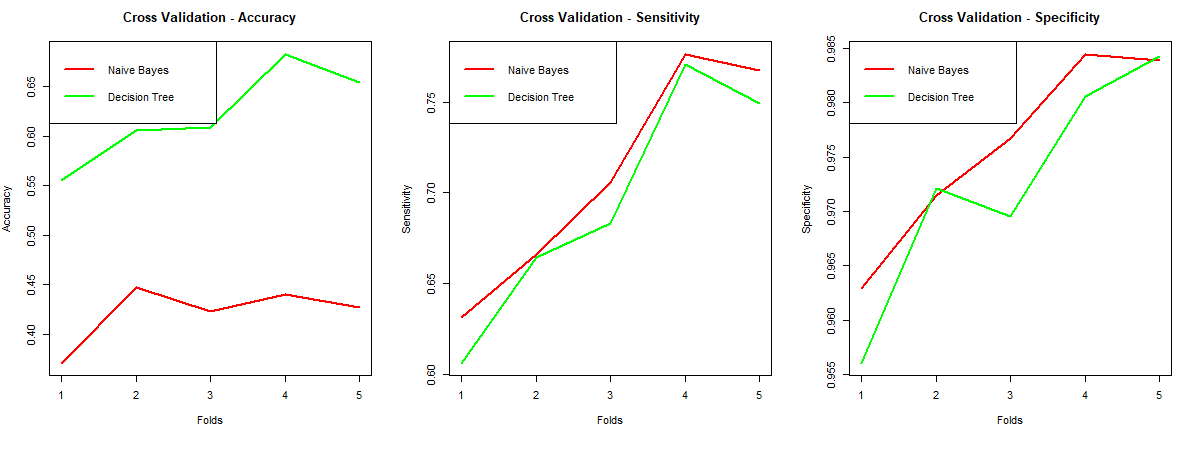 Cross Validation - Accuracy
Naive Bayes
Decision Tree
Accuracy
0.65
0.60
0.55
0.50
0.45
0.40
1 2 3 4 5
Folds
Cross Validation - Sensitivity
Naive Bayes
Decision Tree
Sensitivity
0.75
0.70
0.65
0.60
1 2 3 4 5
Folds
Cross Validation - Specificity
Naive Bayes
Decision Tree
Specificity
0.985
0.980
0.975
0.970
0.965
0.960
0.955
1 2 3 4 5
Folds